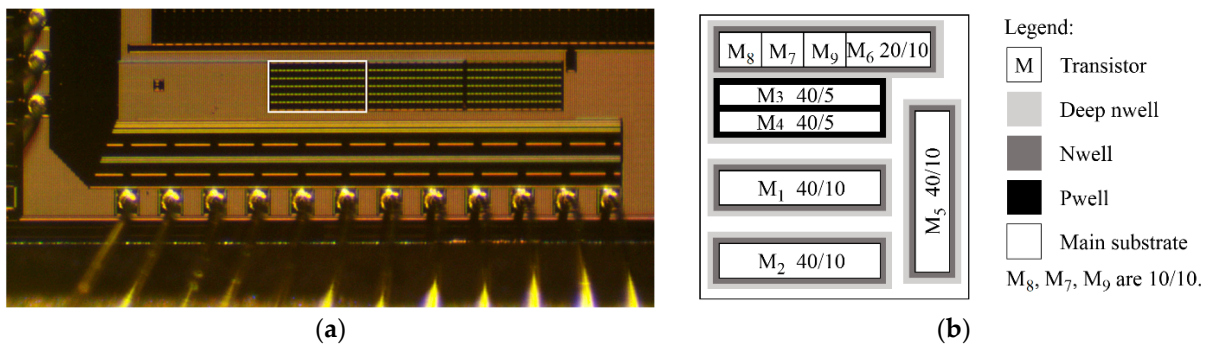 Legend:
M₈ M₇ M₉ M₆ 20/10
M Transistor
M₃ 40/5
Deep nwell
M₄ 40/5
Nwell
M₁ 40/10
M₅ 40/10
Pwell
Main substrate
M₂ 40/10
M₈, M₇, M₉ are 10/10.
(a)
(b)